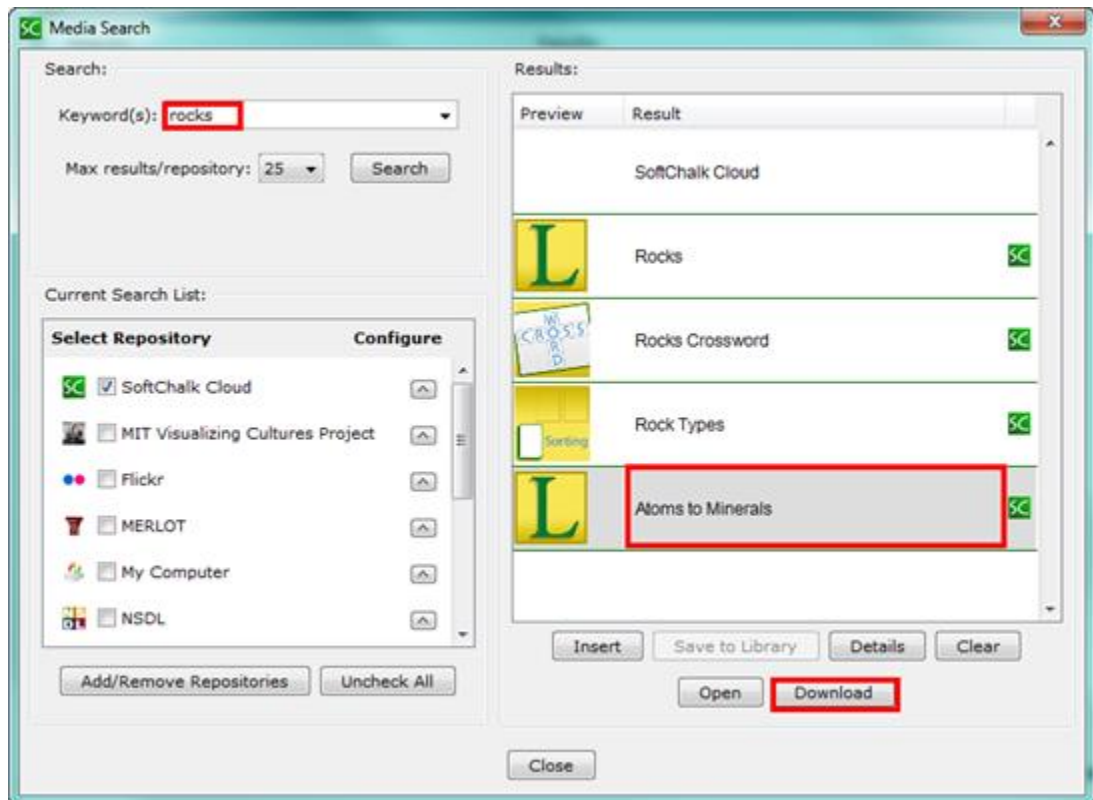 SC Media Search
Search:
Keyword(s): rocks
Max results/repository: 25 Search
Current Search List:
Select Repository Configure
SC SoftChalk Cloud
MIT Visualizing Cultures Project
Flickr
MERLOT
My Computer
NSDL
Add/Remove Repositories Uncheck All
Results:
Preview Result
SoftChalk Cloud
L Rocks SC
CROSS WORD Rocks Crossword SC
Sorting Rock Types SC
L Atoms to Minerals SC
Insert Save to Library Details Clear
Open Download
Close